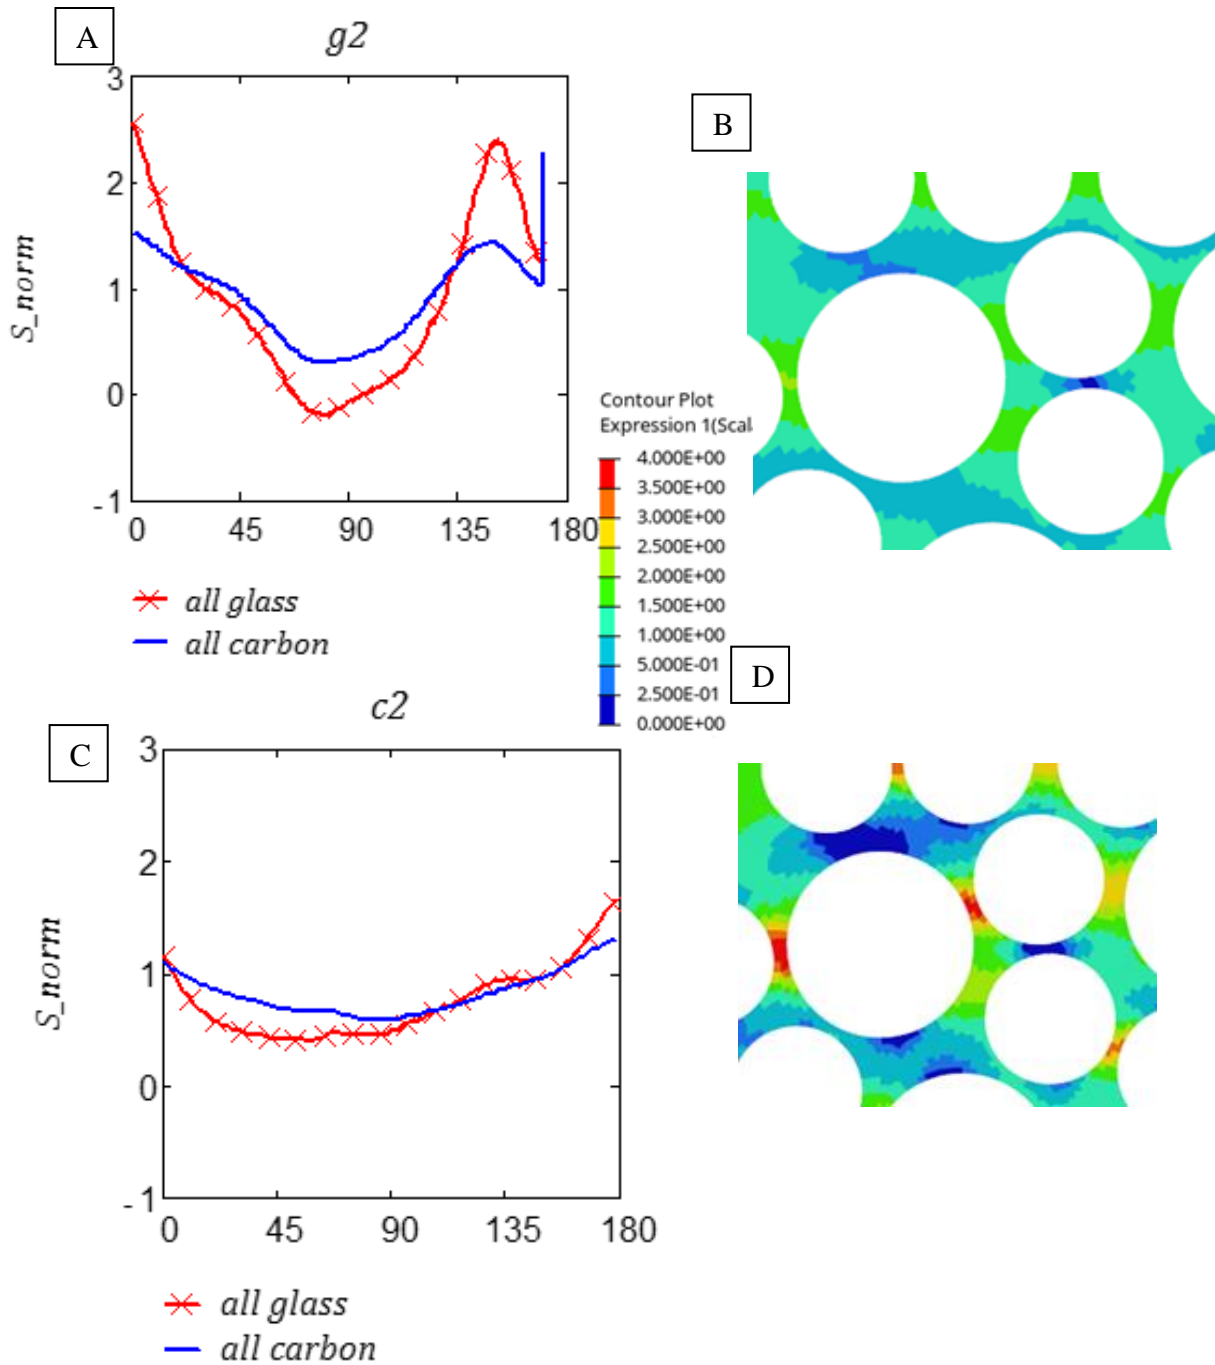 A
g2
3
2
1
0
-1
S_norm
0 45 90 135 180
all glass
all carbon
B
Contour Plot
Expression 1(Scal
4.000E+00
3.500E+00
3.000E+00
2.500E+00
2.000E+00
1.500E+00
1.000E+00
5.000E-01
2.500E-01
0.000E+00
D
c2
C
3
2
1
0
-1
S_norm
0 45 90 135 180
all glass
all carbon